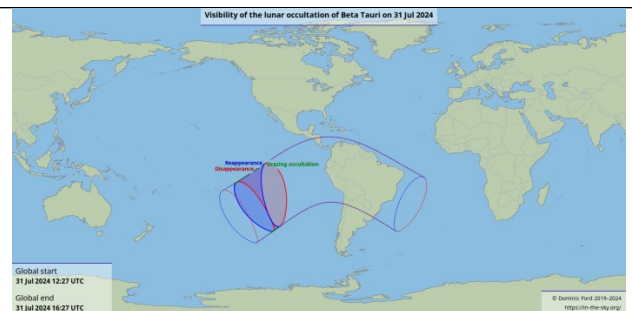 Visibility of the lunar occultation of Beta Tauri on 31 Jul 2024
Reappearance
Grazing occultation
Disappearance
Global start
31 Jul 2024 12:27 UTC
Global end
31 Jul 2024 16:27 UTC
© Dominic Ford 2019–2024
https://in-the-sky.org/